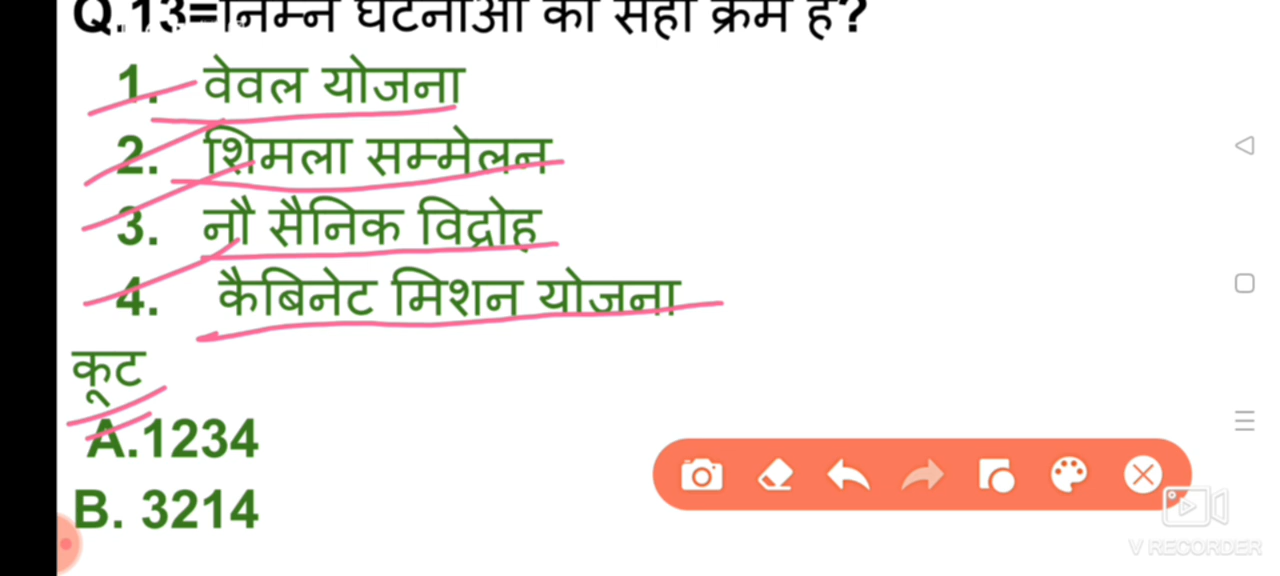 Q.13=निम्न घटनाओं का सही क्रम है?
1. वेवल योजना
2. शिमला सम्मेलन
3. नौ सैनिक विद्रोह
4. कैबिनेट मिशन योजना
कूट
A.1234
B. 3214
V RECORDER